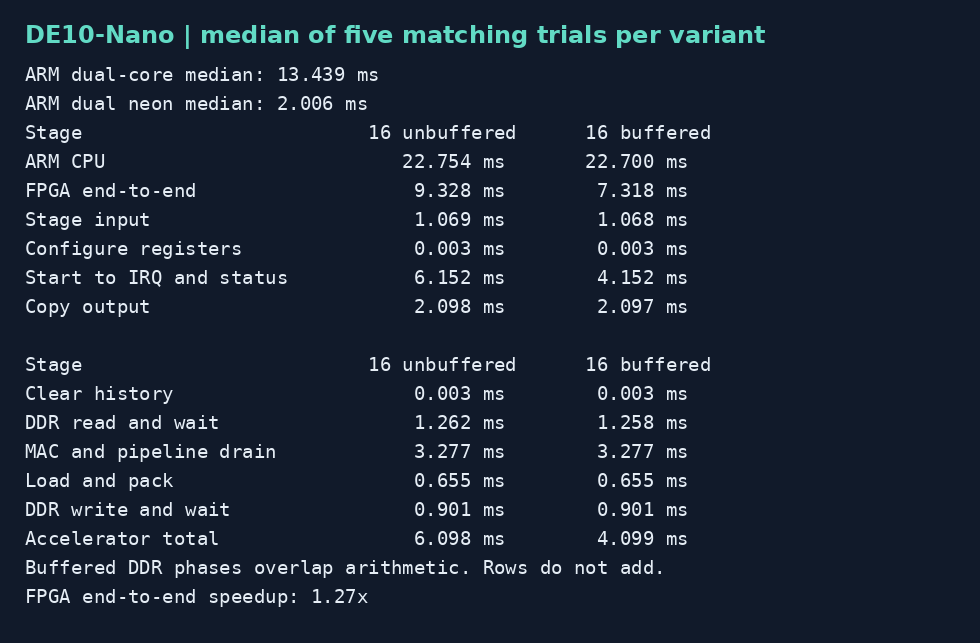 DE10-Nano | median of five matching trials per variant
ARM dual-core median: 13.439 ms
ARM dual neon median: 2.006 ms
Stage 16 unbuffered 16 buffered
ARM CPU 22.754 ms 22.700 ms
FPGA end-to-end 9.328 ms 7.318 ms
Stage input 1.069 ms 1.068 ms
Configure registers 0.003 ms 0.003 ms
Start to IRQ and status 6.152 ms 4.152 ms
Copy output 2.098 ms 2.097 ms
Stage 16 unbuffered 16 buffered
Clear history 0.003 ms 0.003 ms
DDR read and wait 1.262 ms 1.258 ms
MAC and pipeline drain 3.277 ms 3.277 ms
Load and pack 0.655 ms 0.655 ms
DDR write and wait 0.901 ms 0.901 ms
Accelerator total 6.098 ms 4.099 ms
Buffered DDR phases overlap arithmetic. Rows do not add.
FPGA end-to-end speedup: 1.27x